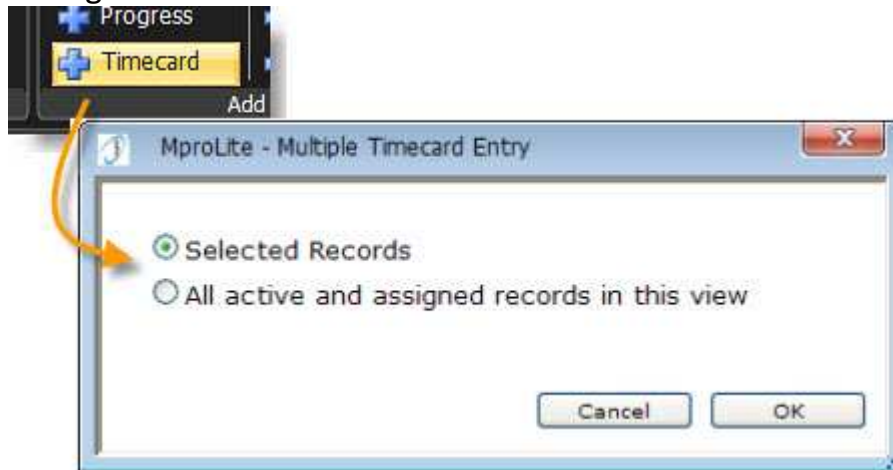 Progress
Timecard
Add
MproLite - Multiple Timecard Entry
Selected Records
All active and assigned records in this view
Cancel OK